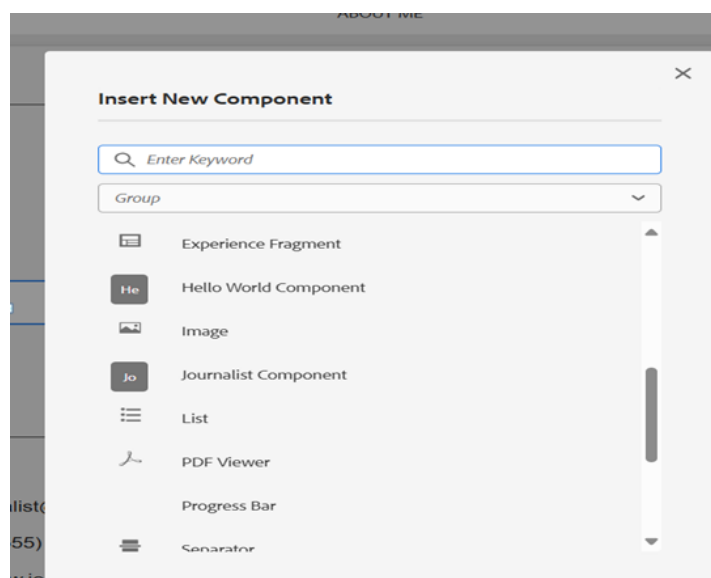 ABOUT ME
Insert New Component
Enter Keyword
Group
Experience Fragment
He
Hello World Component
Image
Jo
Journalist Component
List
PDF Viewer
Progress Bar
Separator
list@
55)